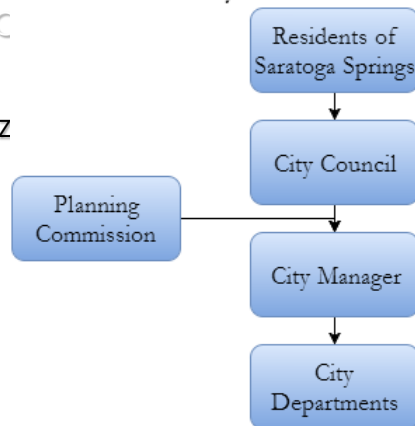 Residents of
Saratoga Springs
City Council
Planning
Commission
City Manager
City
Departments